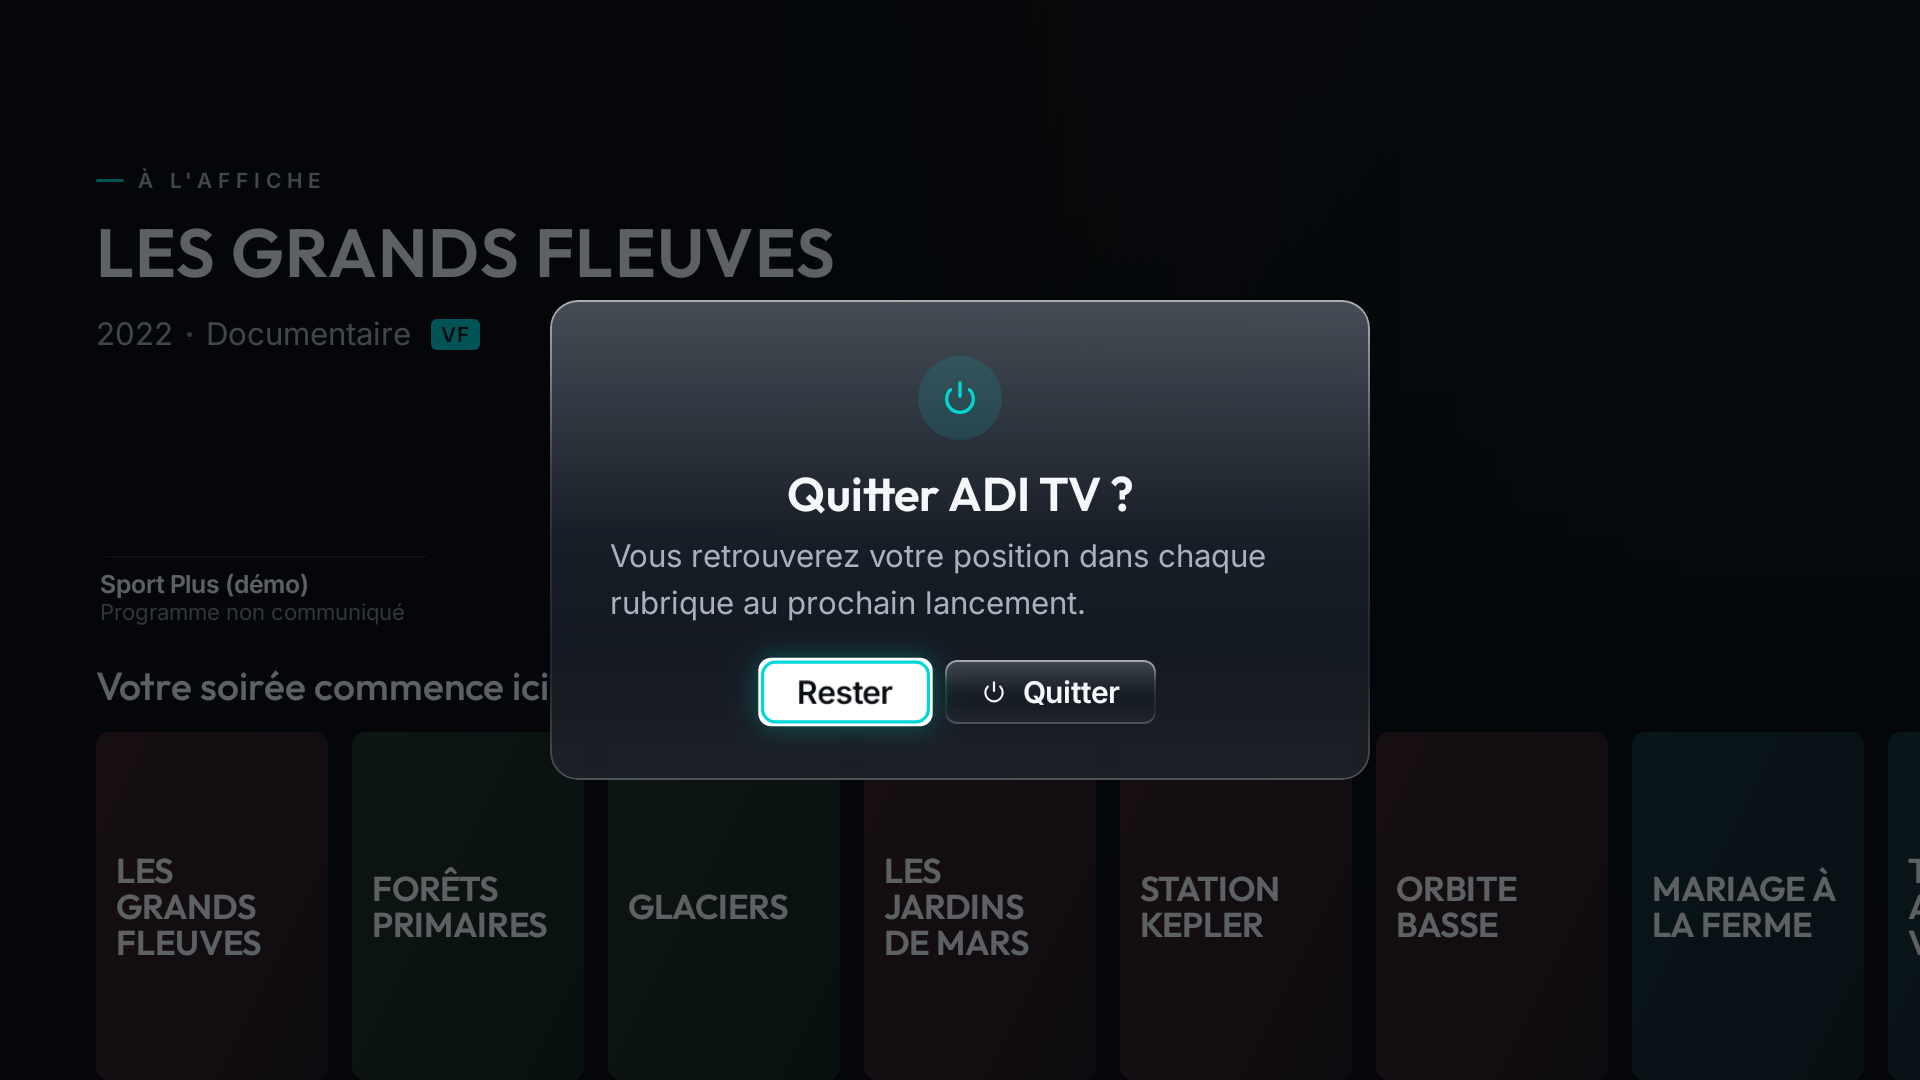 À L'AFFICHE
LES GRANDS FLEUVES
2022 · Documentaire VF
Quitter ADI TV ?
Vous retrouverez votre position dans chaque
rubrique au prochain lancement.
Rester
Quitter
Sport Plus (démo)
Programme non communiqué
Votre soirée commence ici
LES
GRANDS
FLEUVES
FORÊTS
PRIMAIRES
GLACIERS
LES
JARDINS
DE MARS
STATION
KEPLER
ORBITE
BASSE
MARIAGE À
LA FERME